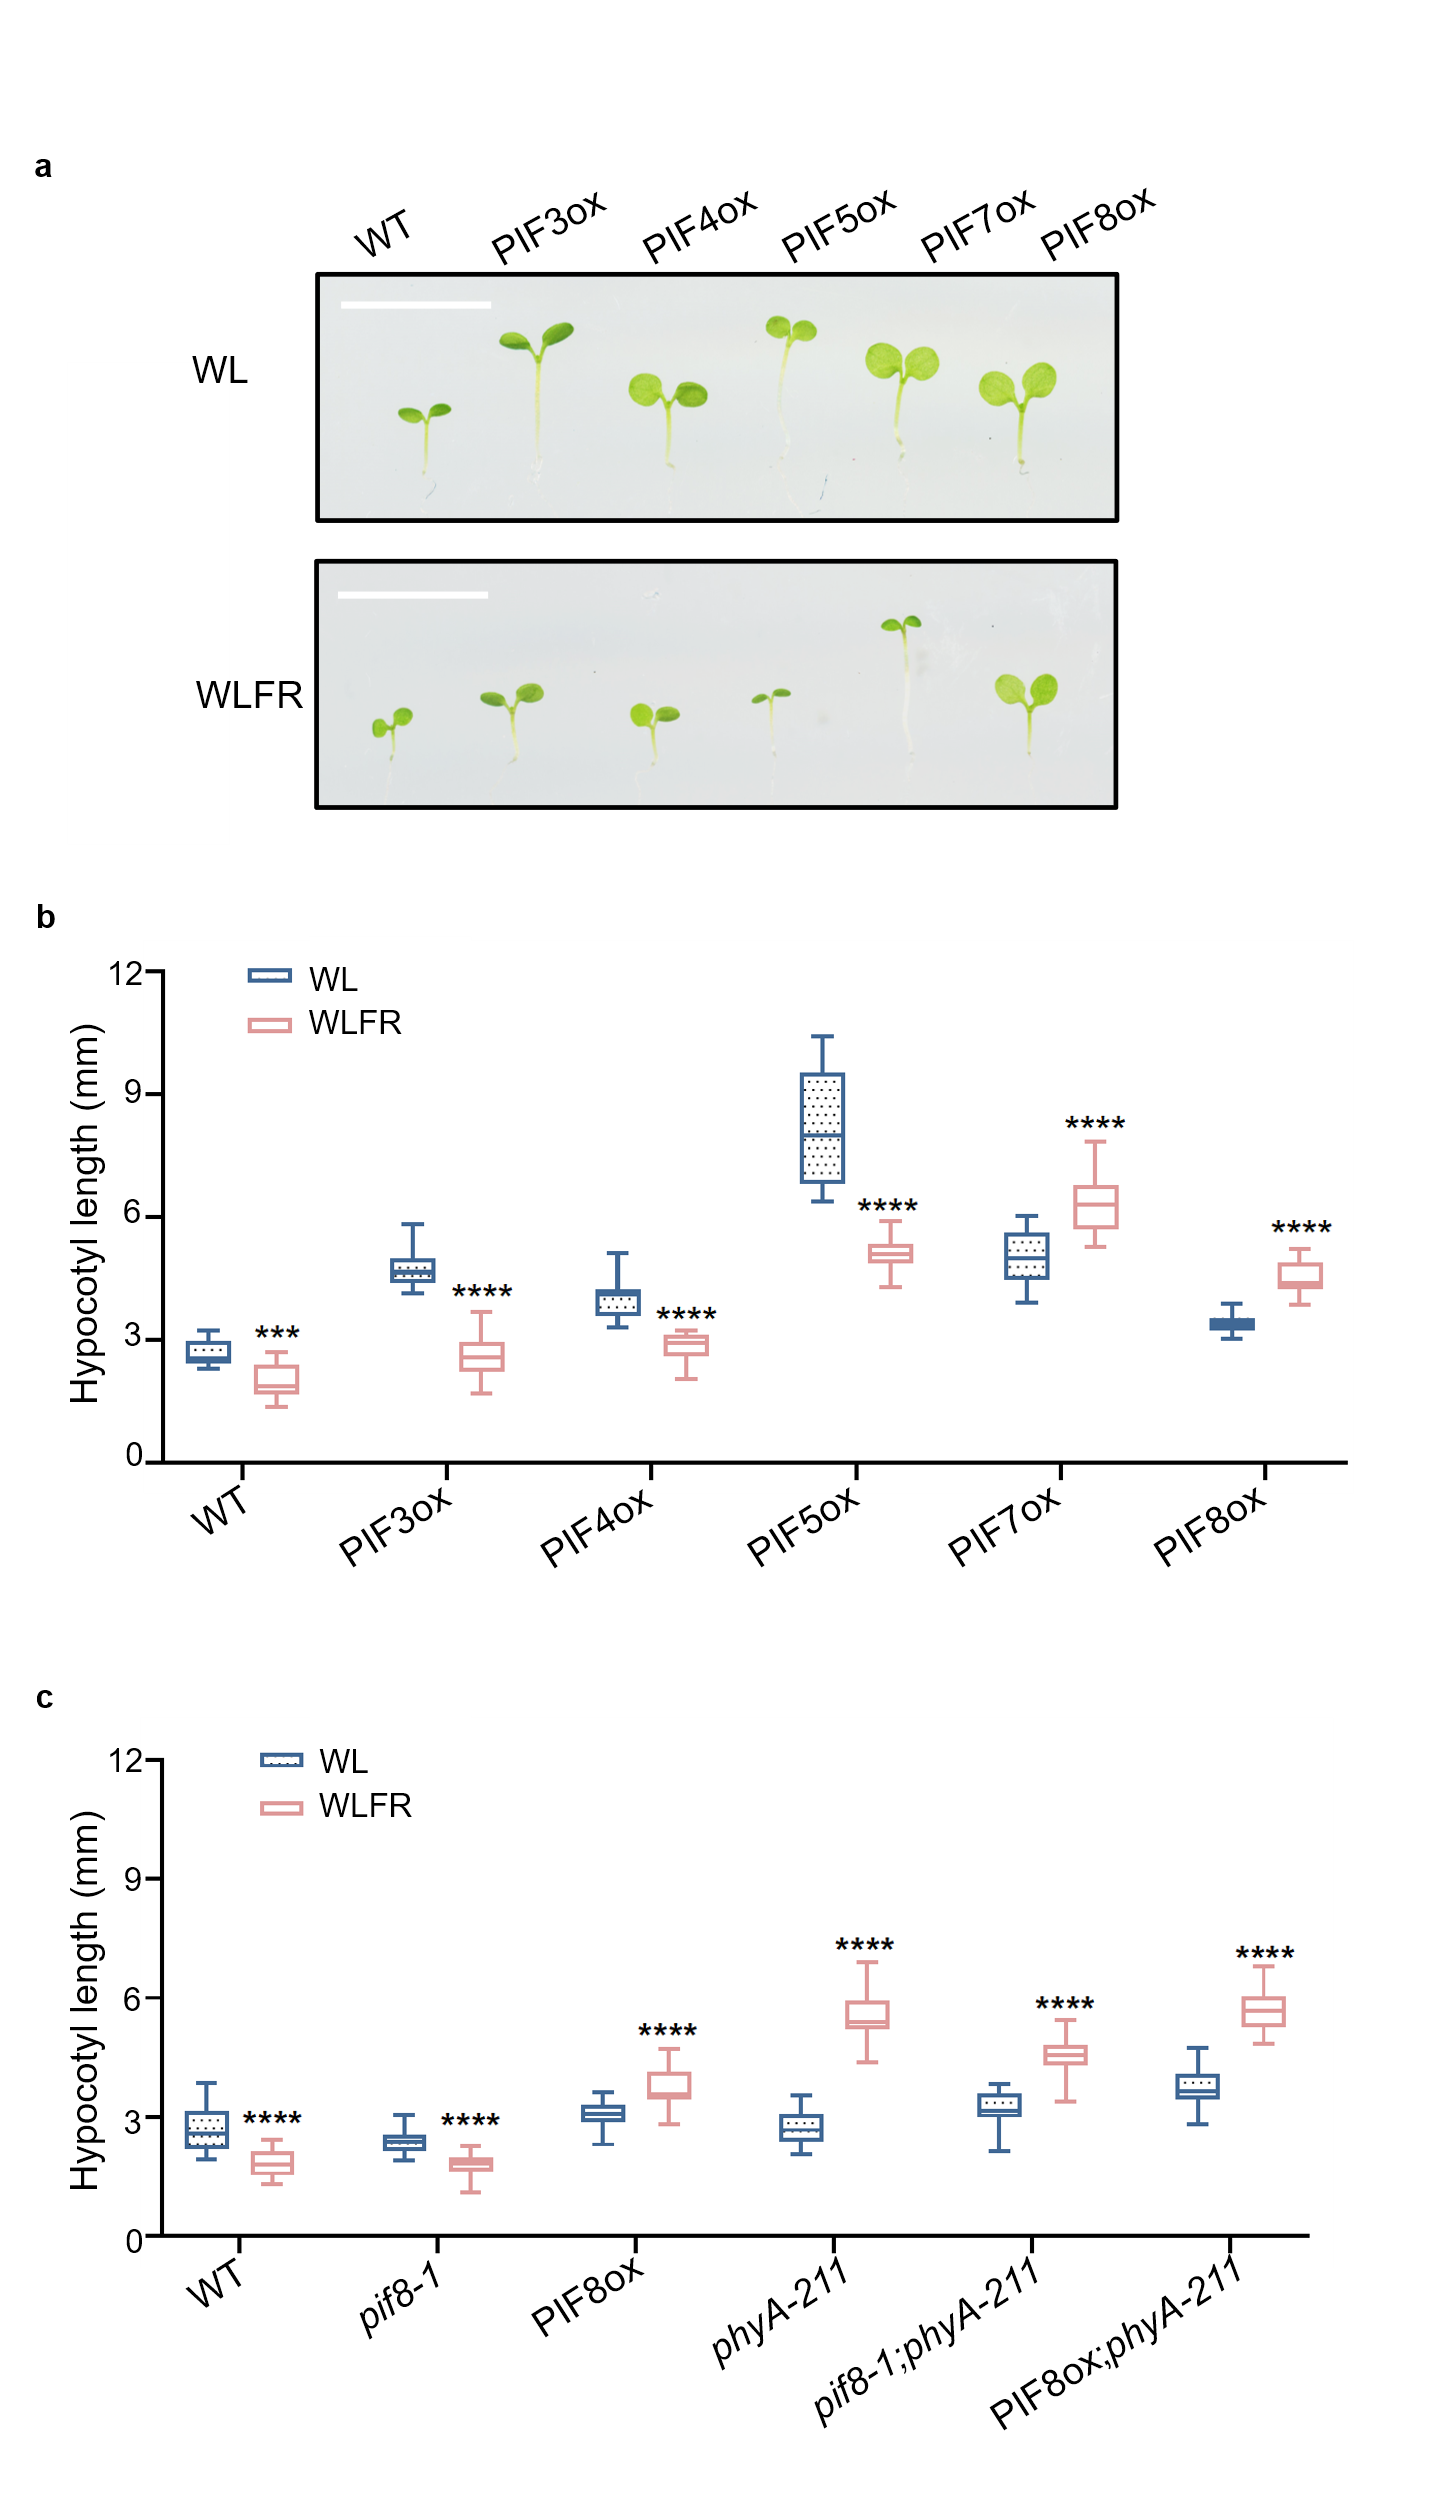 a
WT PIF3ox PIF4ox PIF5ox PIF7ox PIF8ox
WL
WLFR
b
12
9
6
3
0
Hypocotyl length (mm)
WL
WLFR
***
****
****
****
****
****
WT PIF3ox PIF4ox PIF5ox PIF7ox PIF8ox
c
12
9
6
3
0
Hypocotyl length (mm)
WL
WLFR
****
****
****
****
****
****
WT pif8-1 PIF8ox phyA-211 pif8-1;phyA-211 PIF8ox;phyA-211